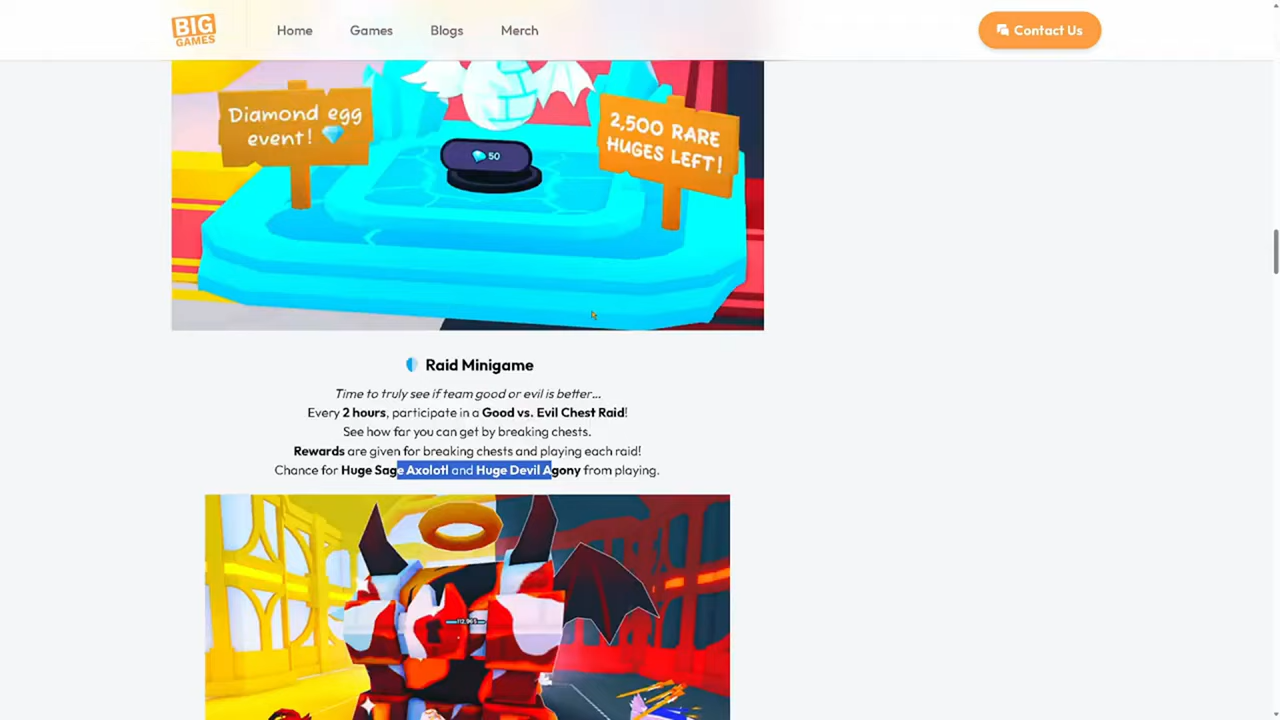 BIG
GAMES
Home
Games
Blogs
Merch
Contact Us
Diamond egg
event!
50
2,500 RARE
HUGES LEFT!
Raid Minigame
Time to truly see if team good or evil is better...
Every 2 hours, participate in a Good vs. Evil Chest Raid!
See how far you can get by breaking chests.
Rewards are given for breaking chests and playing each raid!
Chance for Huge Sage Axolotl and Huge Devil Agony from playing.